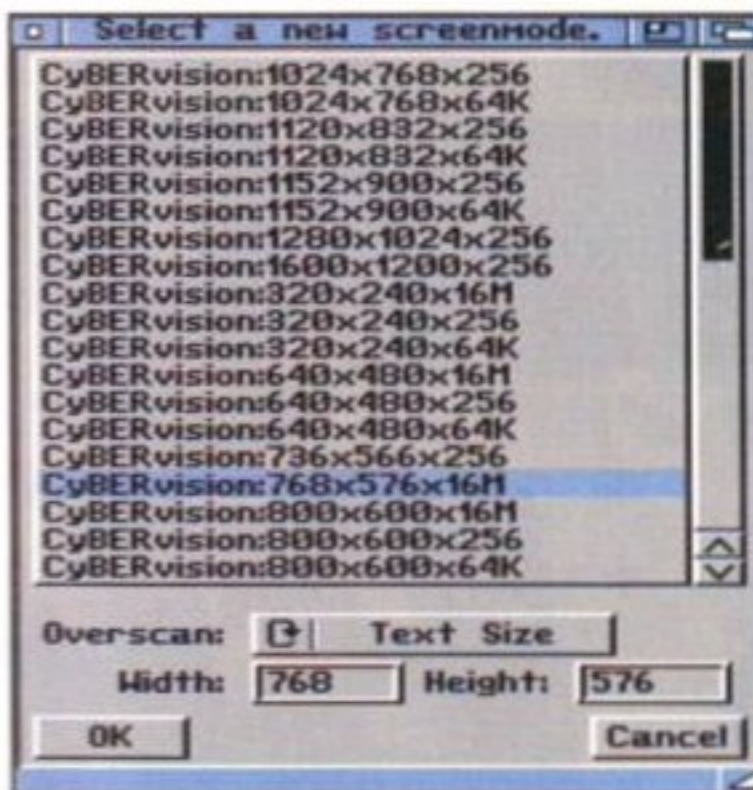 Select a new screenmode.
CyBERvision:1024x768x256
CyBERvision:1024x768x64K
CyBERvision:1120x832x256
CyBERvision:1120x832x64K
CyBERvision:1152x900x256
CyBERvision:1152x900x64K
CyBERvision:1280x1024x256
CyBERvision:1600x1200x256
CyBERvision:320x240x16M
CyBERvision:320x240x256
CyBERvision:320x240x64K
CyBERvision:640x480x16M
CyBERvision:640x480x256
CyBERvision:640x480x64K
CyBERvision:736x566x256
CyBERvision:768x576x16M
CyBERvision:800x600x16M
CyBERvision:800x600x256
CyBERvision:800x600x64K
Overscan: Text Size
Width: 768 Height: 576
OK Cancel